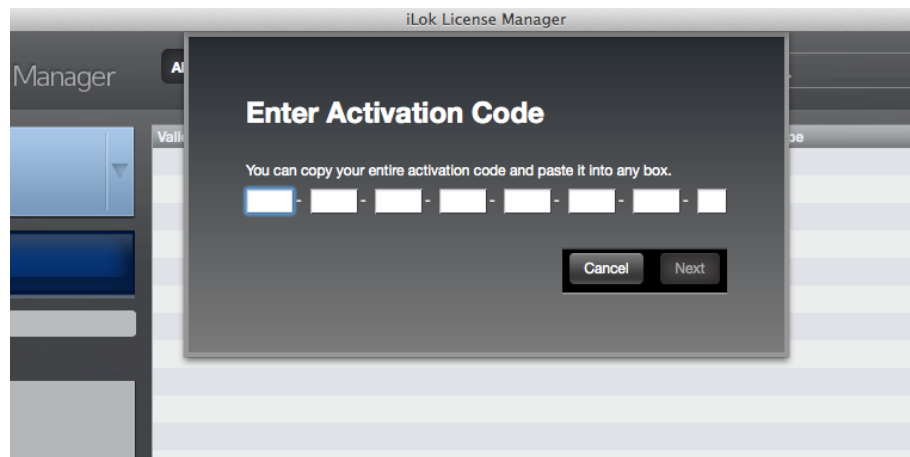 iLok License Manager
Manager
Enter Activation Code
You can copy your entire activation code and paste it into any box.
- - - - - - -
Cancel
Next